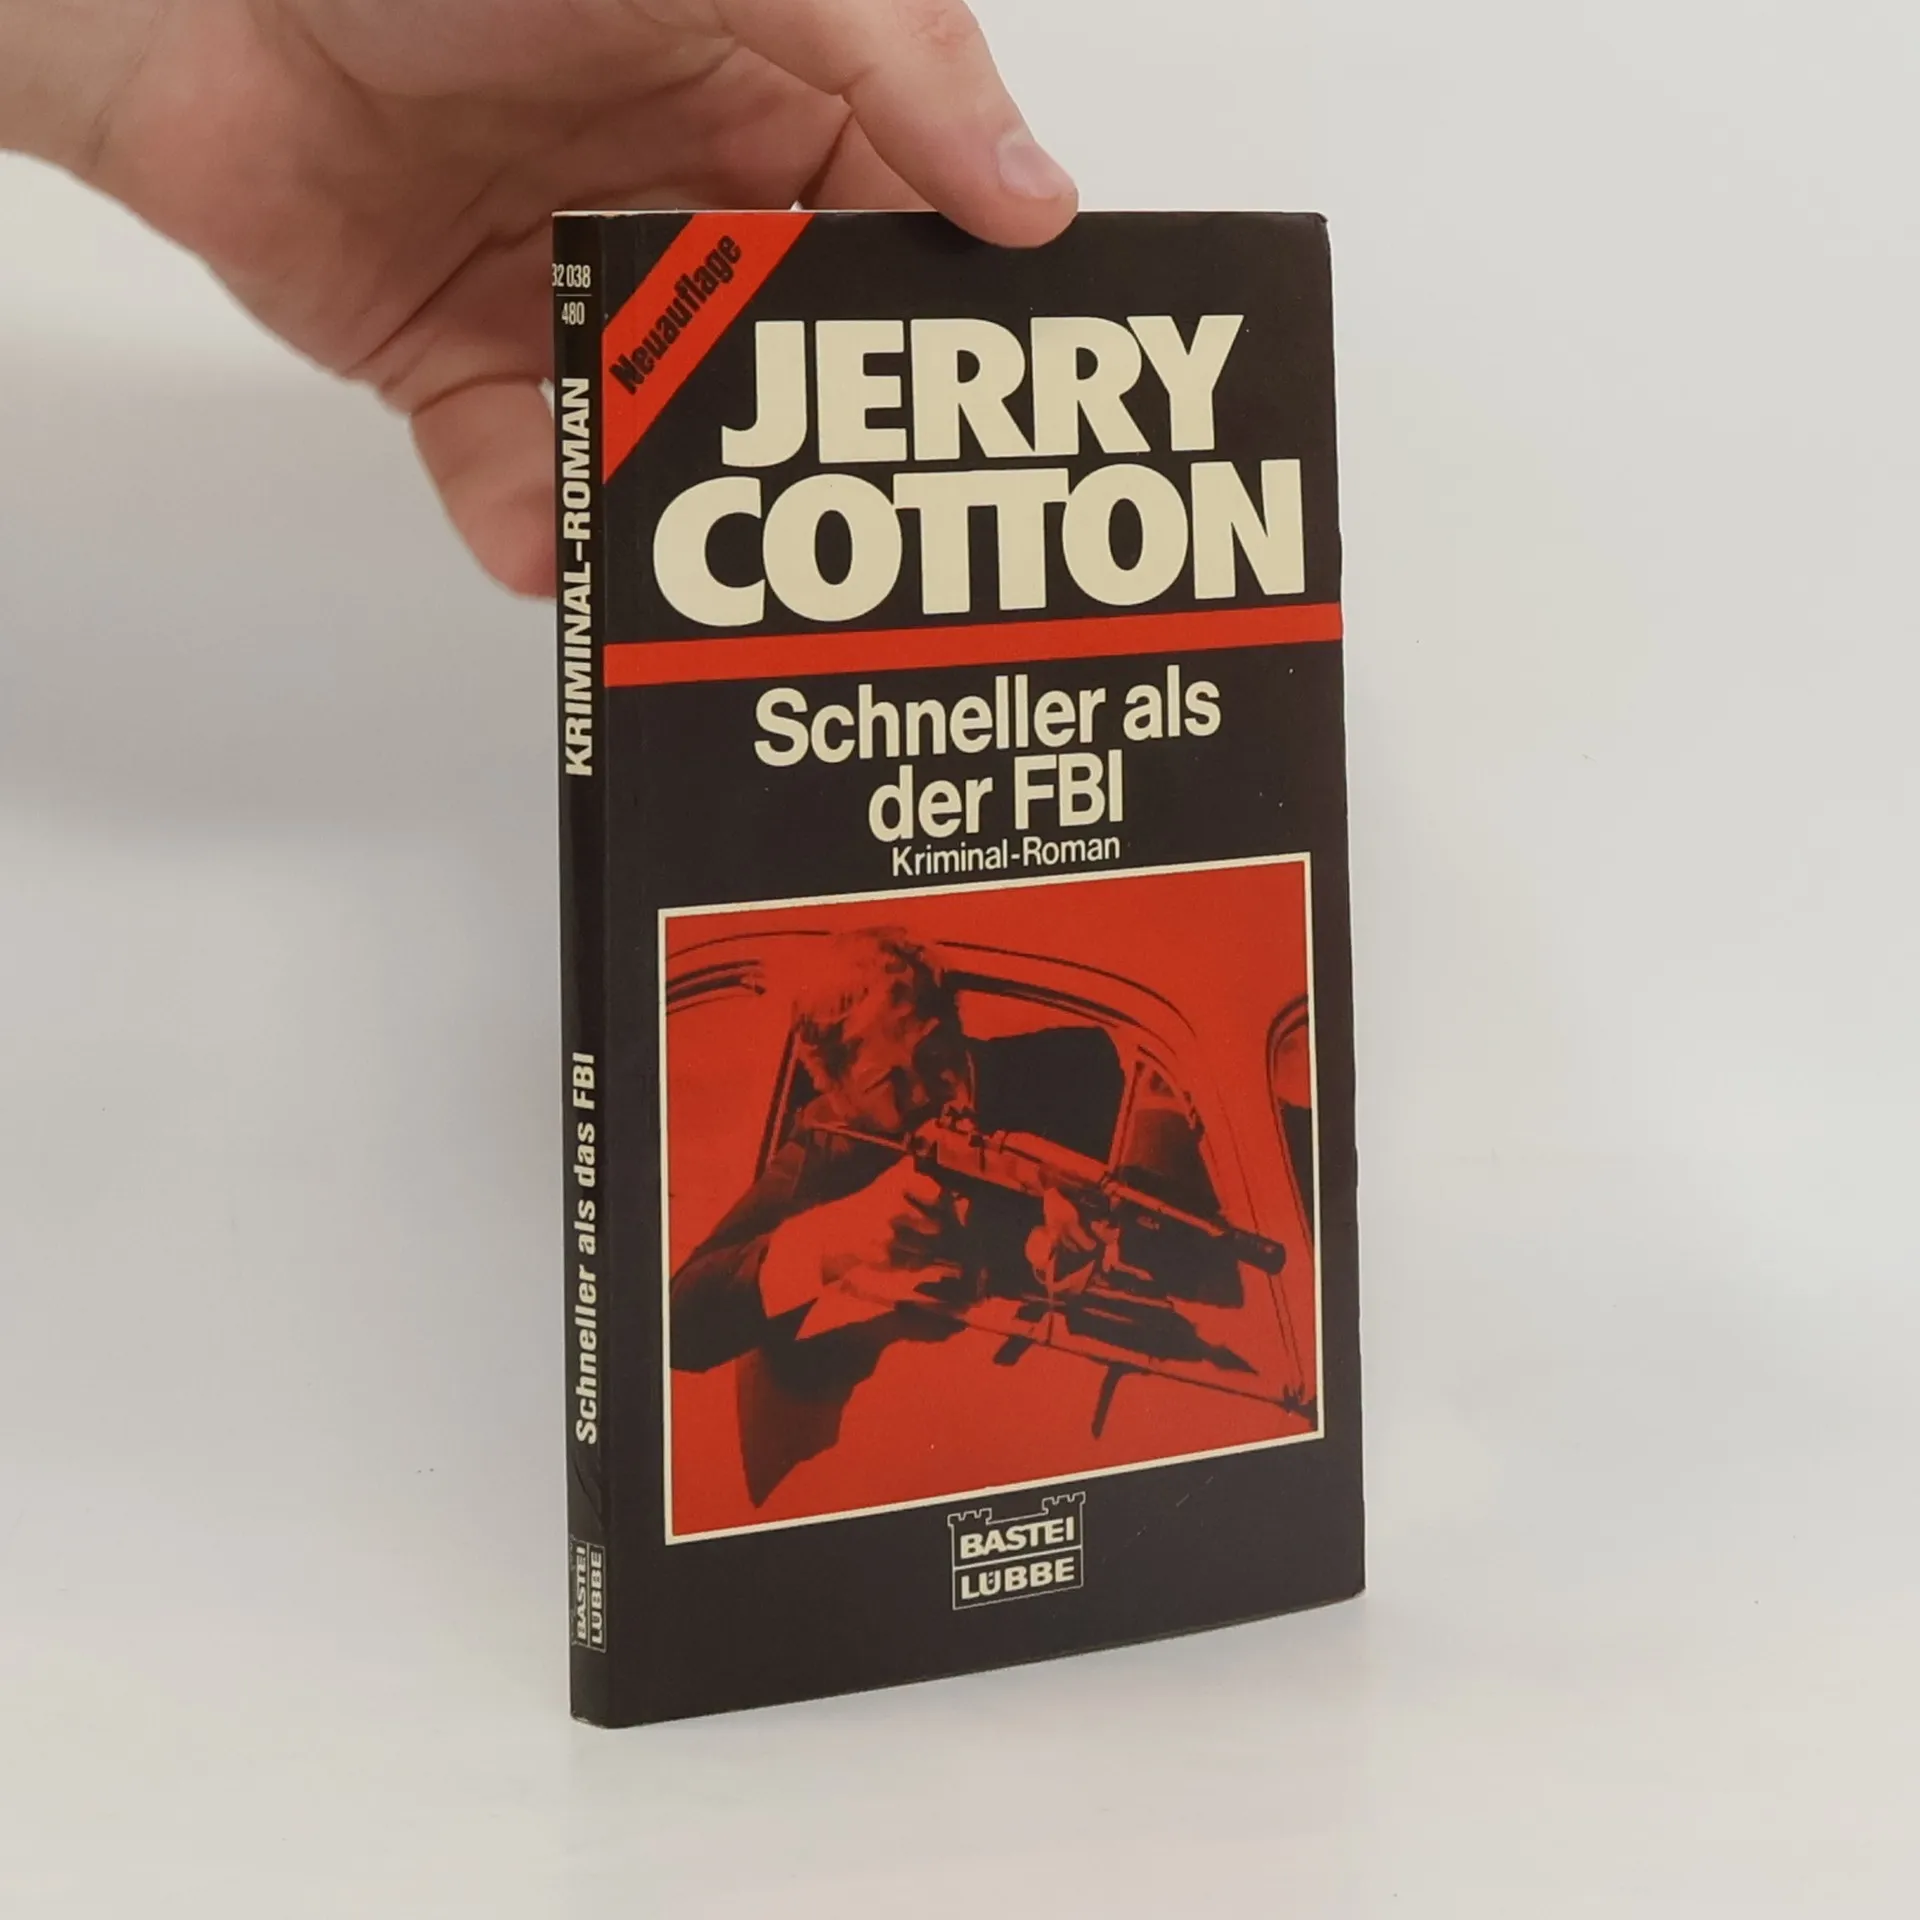 Neuauflage
JERRY
COTTON
Schneller als
der FBI
Kriminal-Roman
BASTEI
LÜBBE
32 038
480
KRIMINAL-ROMAN
Schneller als das FBI
BASTEI
LÜBBE